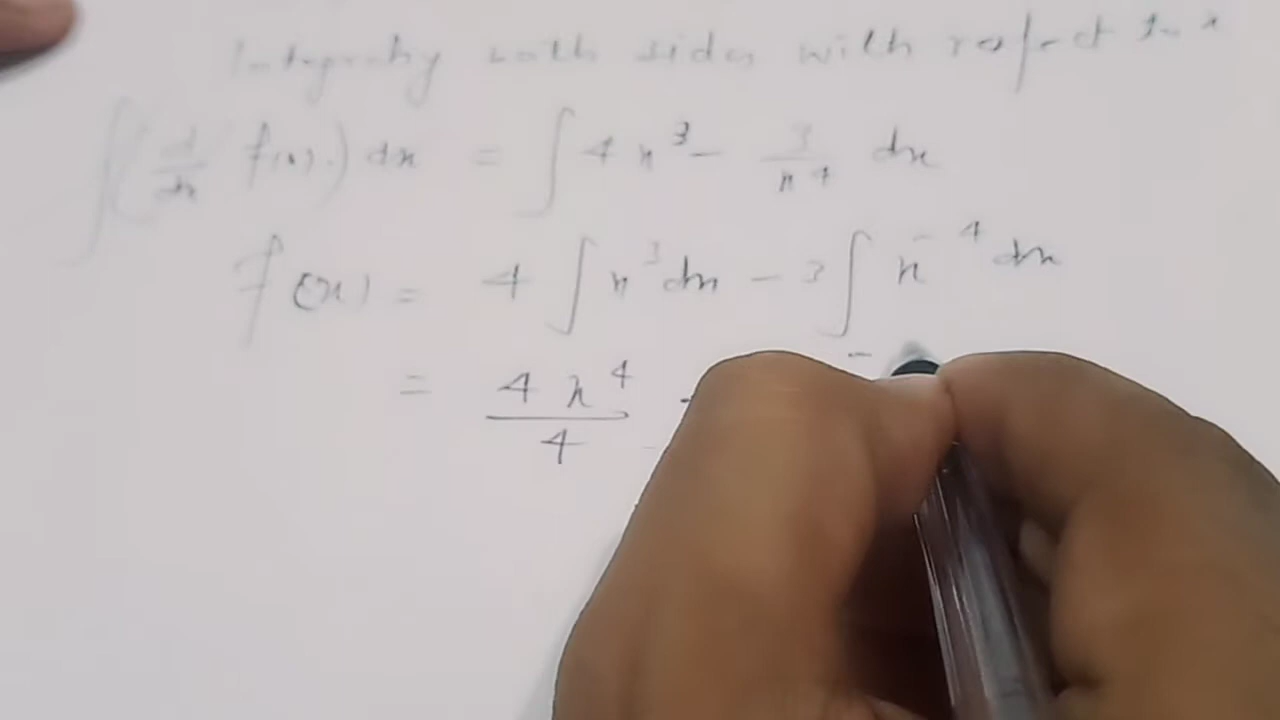 Integrating both sides with respect to x
∫(d/dx f(x).) dx = ∫ 4x³ - 3/x⁴ dx
f(x) = 4 ∫ x³ dx - 3 ∫ x⁻⁴ dx
= 4x⁴/4 -